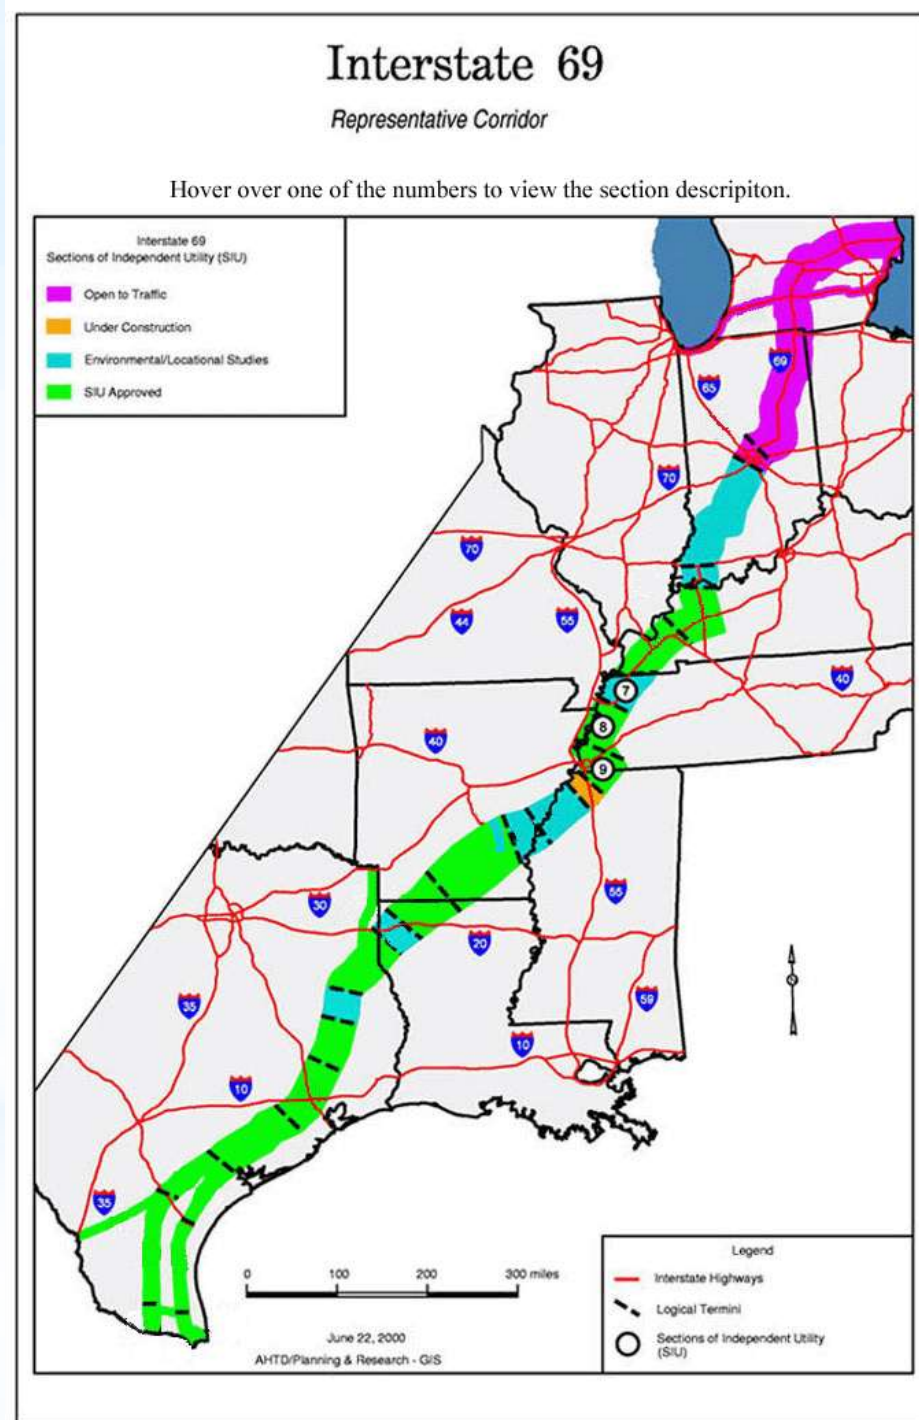 Interstate 69
Representative Corridor
Hover over one of the numbers to view the section descripiton.
Interstate 69
Sections of Independent Utility (SIU)
Open to Traffic
Under Construction
Environmental/Locational Studies
SIU Approved
69
65
70
70
44
55
40
7
8
40
9
55
30
20
35
59
10
10
35
0 100 200 300 miles
June 22, 2000
AHTD/Planning & Research - GIS
Legend
Interstate Highways
Logical Termini
Sections of Independent Utility
(SIU)